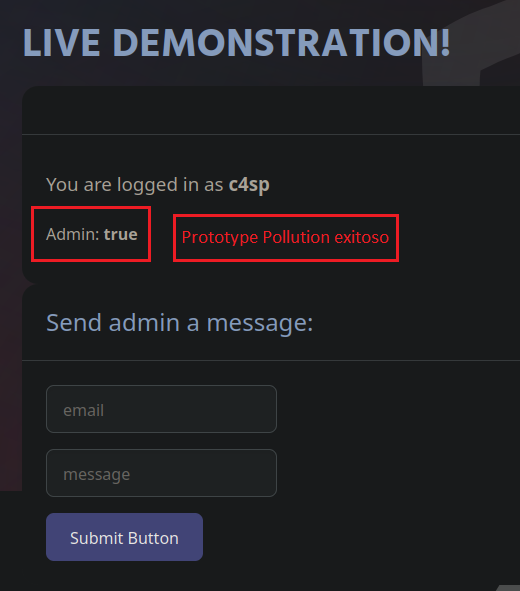 LIVE DEMONSTRATION!
You are logged in as c4sp
Admin: true
Prototype Pollution exitoso
Send admin a message:
email
message
Submit Button